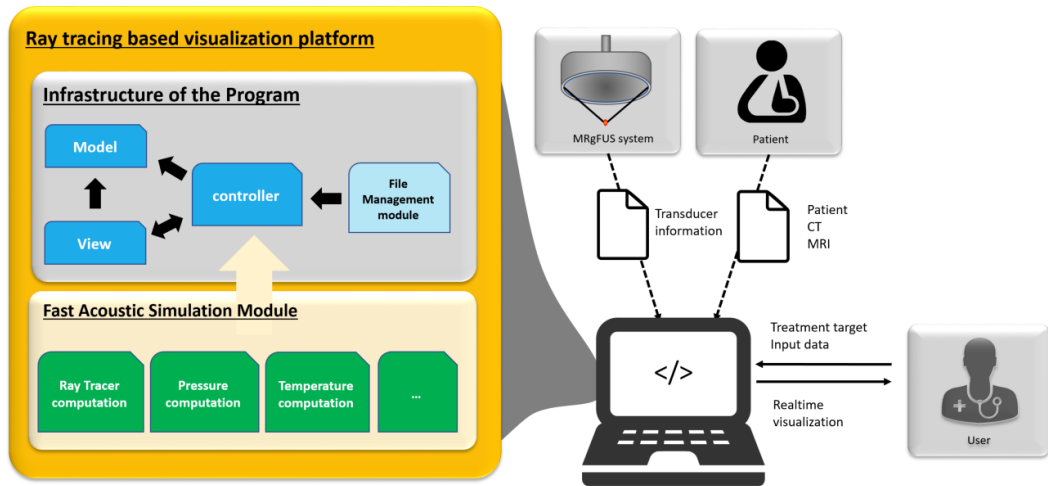 Ray tracing based visualization platform
Infrastructure of the Program
Model
controller
File
Management
module
View
Fast Acoustic Simulation Module
Ray Tracer
computation
Pressure
computation
Temperature
computation
...
MRgFUS system
Patient
Transducer
information
Patient
CT
MRI
</>
Treatment target
Input data
Realtime
visualization
User